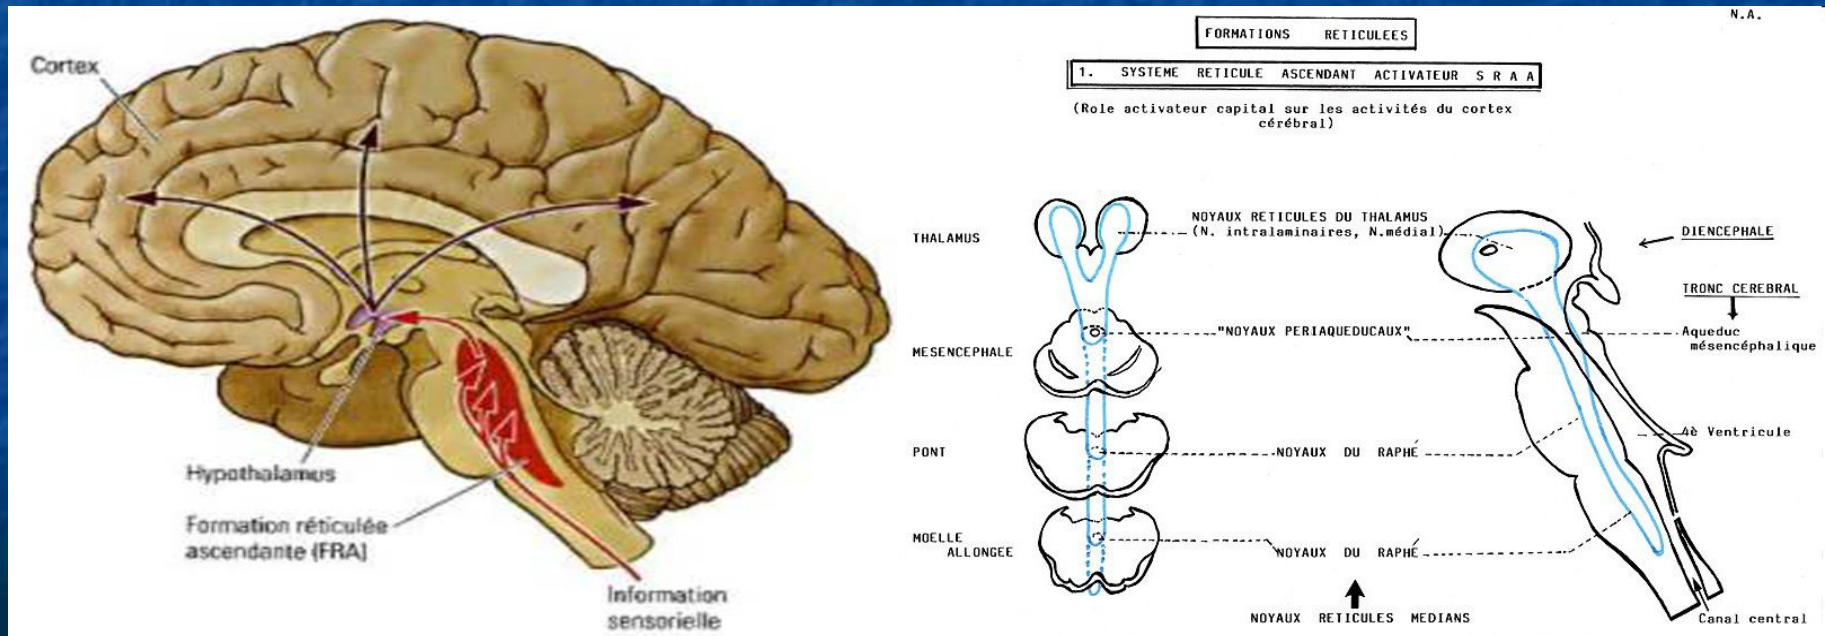 Cortex
Hypothalamus
Formation réticulée
ascendante (FRA)
Information
sensorielle
N.A.
FORMATIONS RETICULEES
1. SYSTEME RETICULE ASCENDANT ACTIVATEUR S R A A
(Role activateur capital sur les activités du cortex
cérébral)
THALAMUS
NOYAUX RETICULES DU THALAMUS
(N. intralaminaires, N.médial)
DIENCEPHALE
TRONC CEREBRAL
MESENCEPHALE
"NOYAUX PERIAQUEDUCAUX"
Aqueduc
mésencéphalique
PONT
NOYAUX DU RAPHÉ
4è Ventricule
MOELLE
ALLONGEE
NOYAUX DU RAPHÉ
NOYAUX RETICULES MEDIANS
Canal central